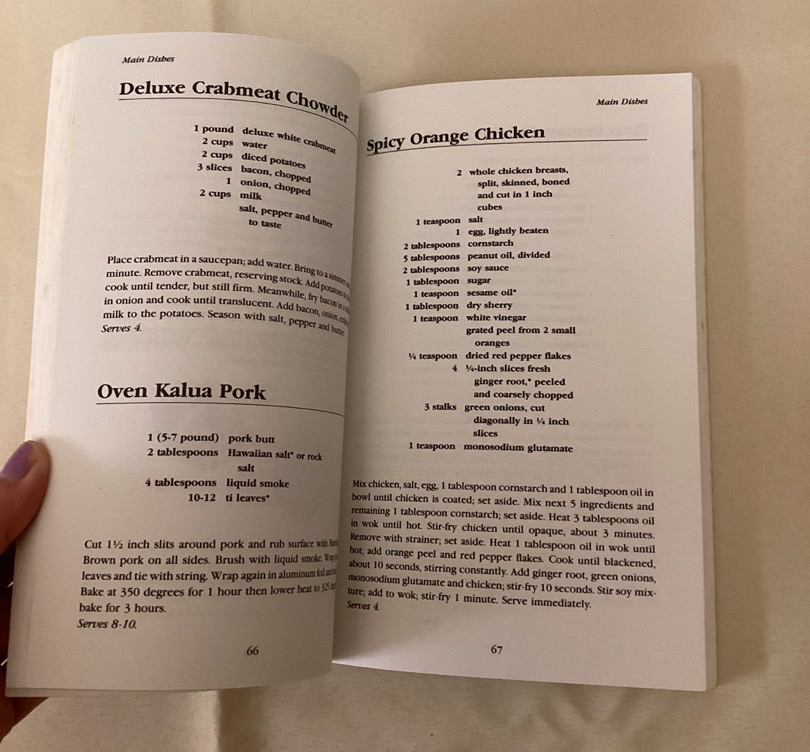 Main Dishes
Deluxe Crabmeat Chowder
1 pound deluxe white crabmeat
2 cups water
2 cups diced potatoes
3 slices bacon, chopped
1 onion, chopped
2 cups milk
salt, pepper and butter
to taste
Place crabmeat in a saucepan; add water. Bring to a simmer
minute. Remove crabmeat, reserving stock. Add potatoes
cook until tender, but still firm. Meanwhile, fry bacon in a
in onion and cook until translucent. Add bacon, onion,
milk to the potatoes. Season with salt, pepper and butter.
Serves 4.
Oven Kalua Pork
1 (5-7 pound) pork butt
2 tablespoons Hawaiian salt* or rock
salt
4 tablespoons liquid smoke
10-12 ti leaves*
Cut 1½ inch slits around pork and rub surface with
Brown pork on all sides. Brush with liquid smoke. Wrap
leaves and tie with string. Wrap again in aluminum foil
Bake at 350 degrees for 1 hour then lower heat to 325
bake for 3 hours.
Serves 8-10.
66
Main Dishes
Spicy Orange Chicken
2 whole chicken breasts,
split, skinned, boned
and cut in 1 inch
cubes
1 teaspoon salt
1 egg, lightly beaten
2 tablespoons cornstarch
5 tablespoons peanut oil, divided
2 tablespoons soy sauce
1 tablespoon sugar
1 teaspoon sesame oil*
1 tablespoon dry sherry
1 teaspoon white vinegar
grated peel from 2 small
oranges
¼ teaspoon dried red pepper flakes
4 ¼-inch slices fresh
ginger root,* peeled
and coarsely chopped
3 stalks green onions, cut
diagonally in ¼ inch
slices
1 teaspoon monosodium glutamate
Mix chicken, salt, egg, 1 tablespoon cornstarch and 1 tablespoon oil in
bowl until chicken is coated; set aside. Mix next 5 ingredients and
remaining 1 tablespoon cornstarch; set aside. Heat 3 tablespoons oil
in wok until hot. Stir-fry chicken until opaque, about 3 minutes.
Remove with strainer; set aside. Heat 1 tablespoon oil in wok until
hot; add orange peel and red pepper flakes. Cook until blackened,
about 10 seconds, stirring constantly. Add ginger root, green onions,
monosodium glutamate and chicken; stir-fry 10 seconds. Stir soy mix-
ture; add to wok; stir-fry 1 minute. Serve immediately.
Serves 4.
67